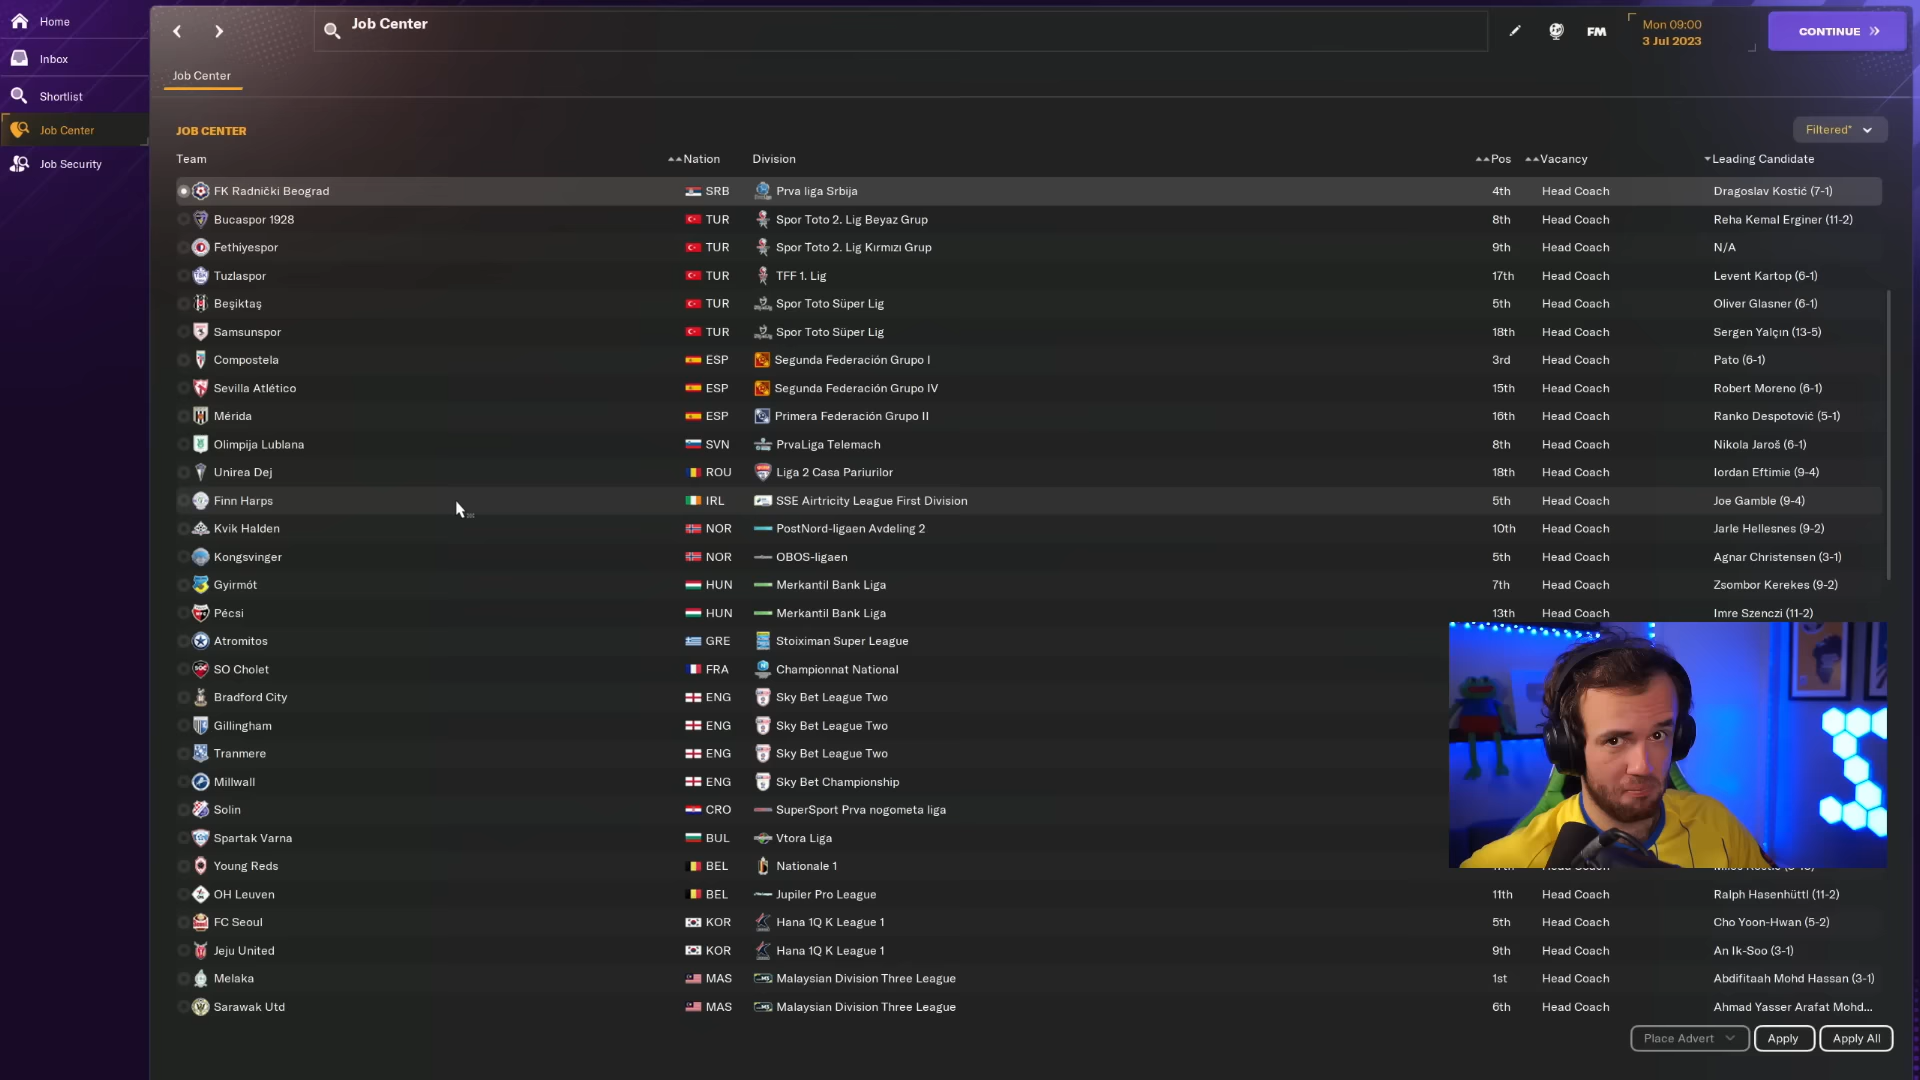 Home
Inbox
Shortlist
Job Center
Job Security
Job Center
FM
Mon 09:00
3 Jul 2023
CONTINUE
Job Center
JOB CENTER
Filtered*
Team Nation Division Pos Vacancy Leading Candidate
FK Radnički Beograd SRB Prva liga Srbija 4th Head Coach Dragoslav Kostić (7-1)
Bucaspor 1928 TUR Spor Toto 2. Lig Beyaz Grup 8th Head Coach Reha Kemal Erginer (11-2)
Fethiyespor TUR Spor Toto 2. Lig Kırmızı Grup 9th Head Coach N/A
Tuzlaspor TUR TFF 1. Lig 17th Head Coach Levent Kartop (6-1)
Beşiktaş TUR Spor Toto Süper Lig 5th Head Coach Oliver Glasner (6-1)
Samsunspor TUR Spor Toto Süper Lig 18th Head Coach Sergen Yalçın (13-5)
Compostela ESP Segunda Federación Grupo I 3rd Head Coach Pato (6-1)
Sevilla Atlético ESP Segunda Federación Grupo IV 15th Head Coach Robert Moreno (6-1)
Mérida ESP Primera Federación Grupo II 16th Head Coach Ranko Despotović (5-1)
Olimpija Lublana SVN PrvaLiga Telemach 8th Head Coach Nikola Jaroš (6-1)
Unirea Dej ROU Liga 2 Casa Pariurilor 18th Head Coach Iordan Eftimie (9-4)
Finn Harps IRL SSE Airtricity League First Division 5th Head Coach Joe Gamble (9-4)
Kvik Halden NOR PostNord-ligaen Avdeling 2 10th Head Coach Jarle Hellesnes (9-2)
Kongsvinger NOR OBOS-ligaen 5th Head Coach Agnar Christensen (3-1)
Gyirmót HUN Merkantil Bank Liga 7th Head Coach Zsombor Kerekes (9-2)
Pécsi HUN Merkantil Bank Liga 13th Head Coach Imre Szenczi (11-2)
Atromitos GRE Stoiximan Super League
SO Cholet FRA Championnat National
Bradford City ENG Sky Bet League Two
Gillingham ENG Sky Bet League Two
Tranmere ENG Sky Bet League Two
Millwall ENG Sky Bet Championship
Solin CRO SuperSport Prva nogometa liga
Spartak Varna BUL Vtora Liga
Young Reds BEL Nationale 1
OH Leuven BEL Jupiler Pro League 11th Head Coach Ralph Hasenhüttl (11-2)
FC Seoul KOR Hana 1Q K League 1 5th Head Coach Cho Yoon-Hwan (5-2)
Jeju United KOR Hana 1Q K League 1 9th Head Coach An Ik-Soo (3-1)
Melaka MAS Malaysian Division Three League 1st Head Coach Abdifitaah Mohd Hassan (3-1)
Sarawak Utd MAS Malaysian Division Three League 6th Head Coach Ahmad Yasser Arafat Mohd...
Place Advert Apply Apply All